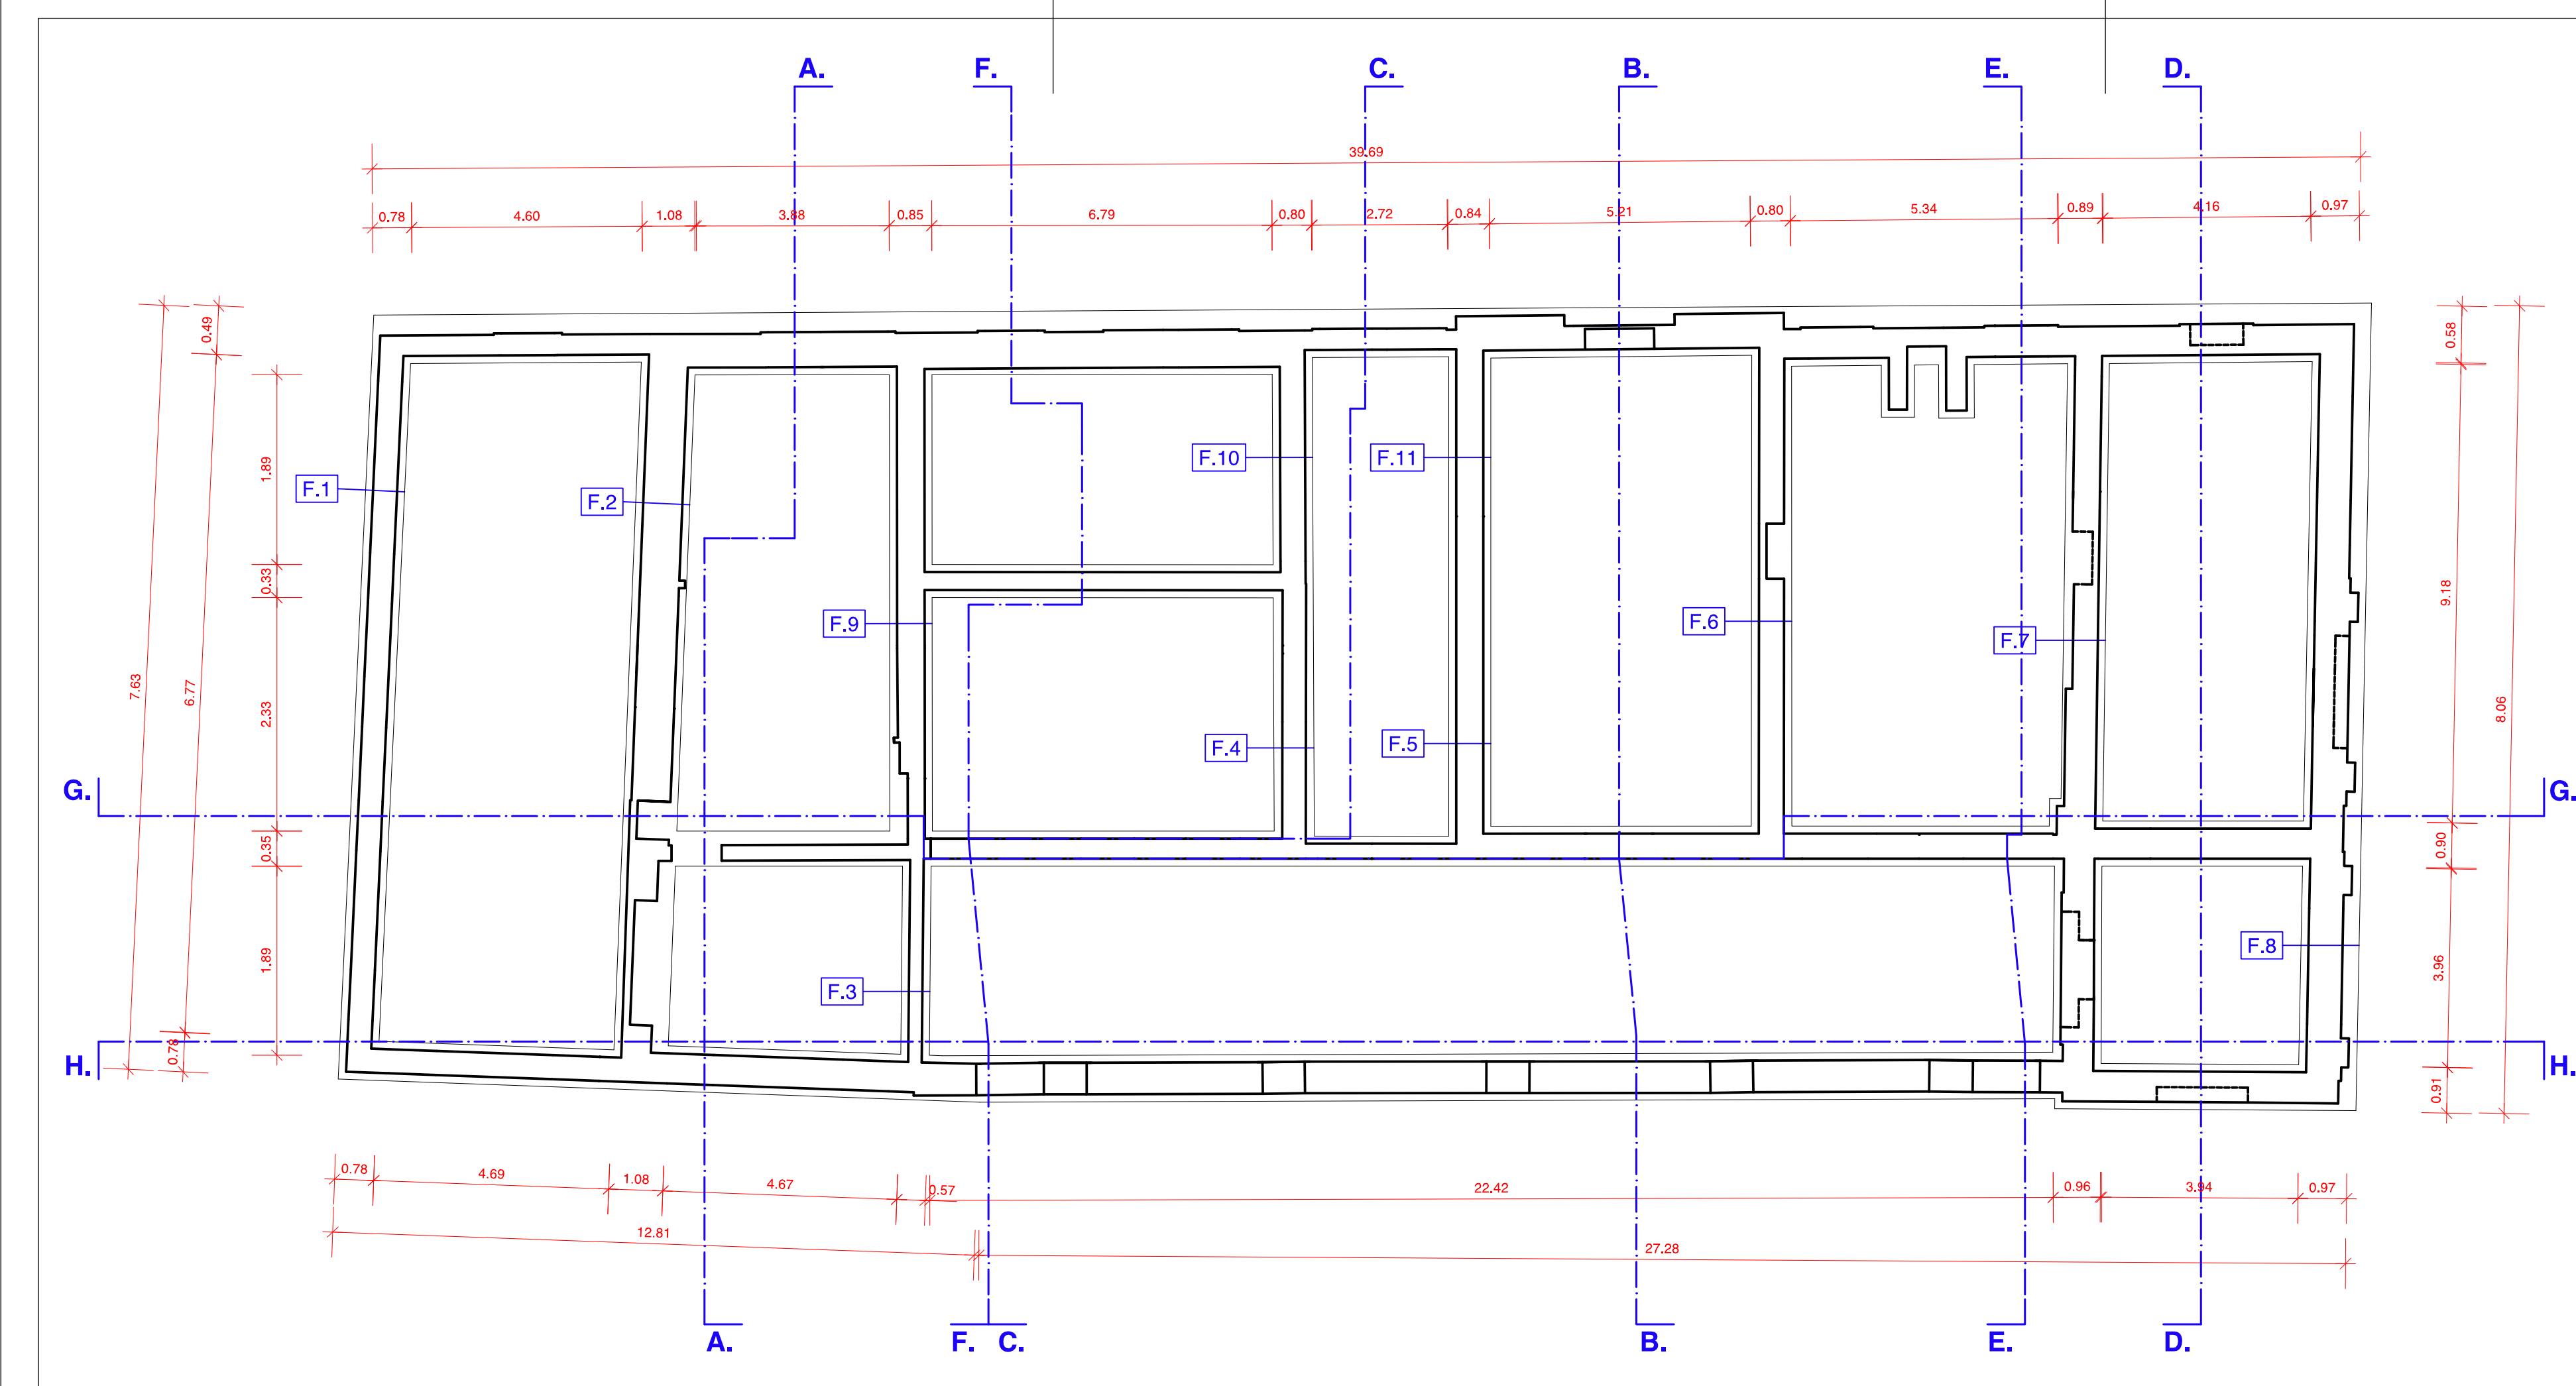 A. F. C. B. E. D.
39.69
0.78 4.60 1.08 3.88 0.85 6.79 0.80 2.72 0.84 5.21 0.80 5.34 0.89 4.16 0.97
0.49
0.58
1.89
F.10
F.11
F.1
F.2
0.33
9.18
F.9
F.6
F.7
7.63
6.77
2.33
8.06
F.4
F.5
G.
G.
0.35
0.90
1.89
F.8
3.96
F.3
0.78
H.
H.
0.91
0.78 4.69 1.08 4.67 0.57 22.42 0.96 3.94 0.97
12.81
27.28
A. F. C. B. E. D.